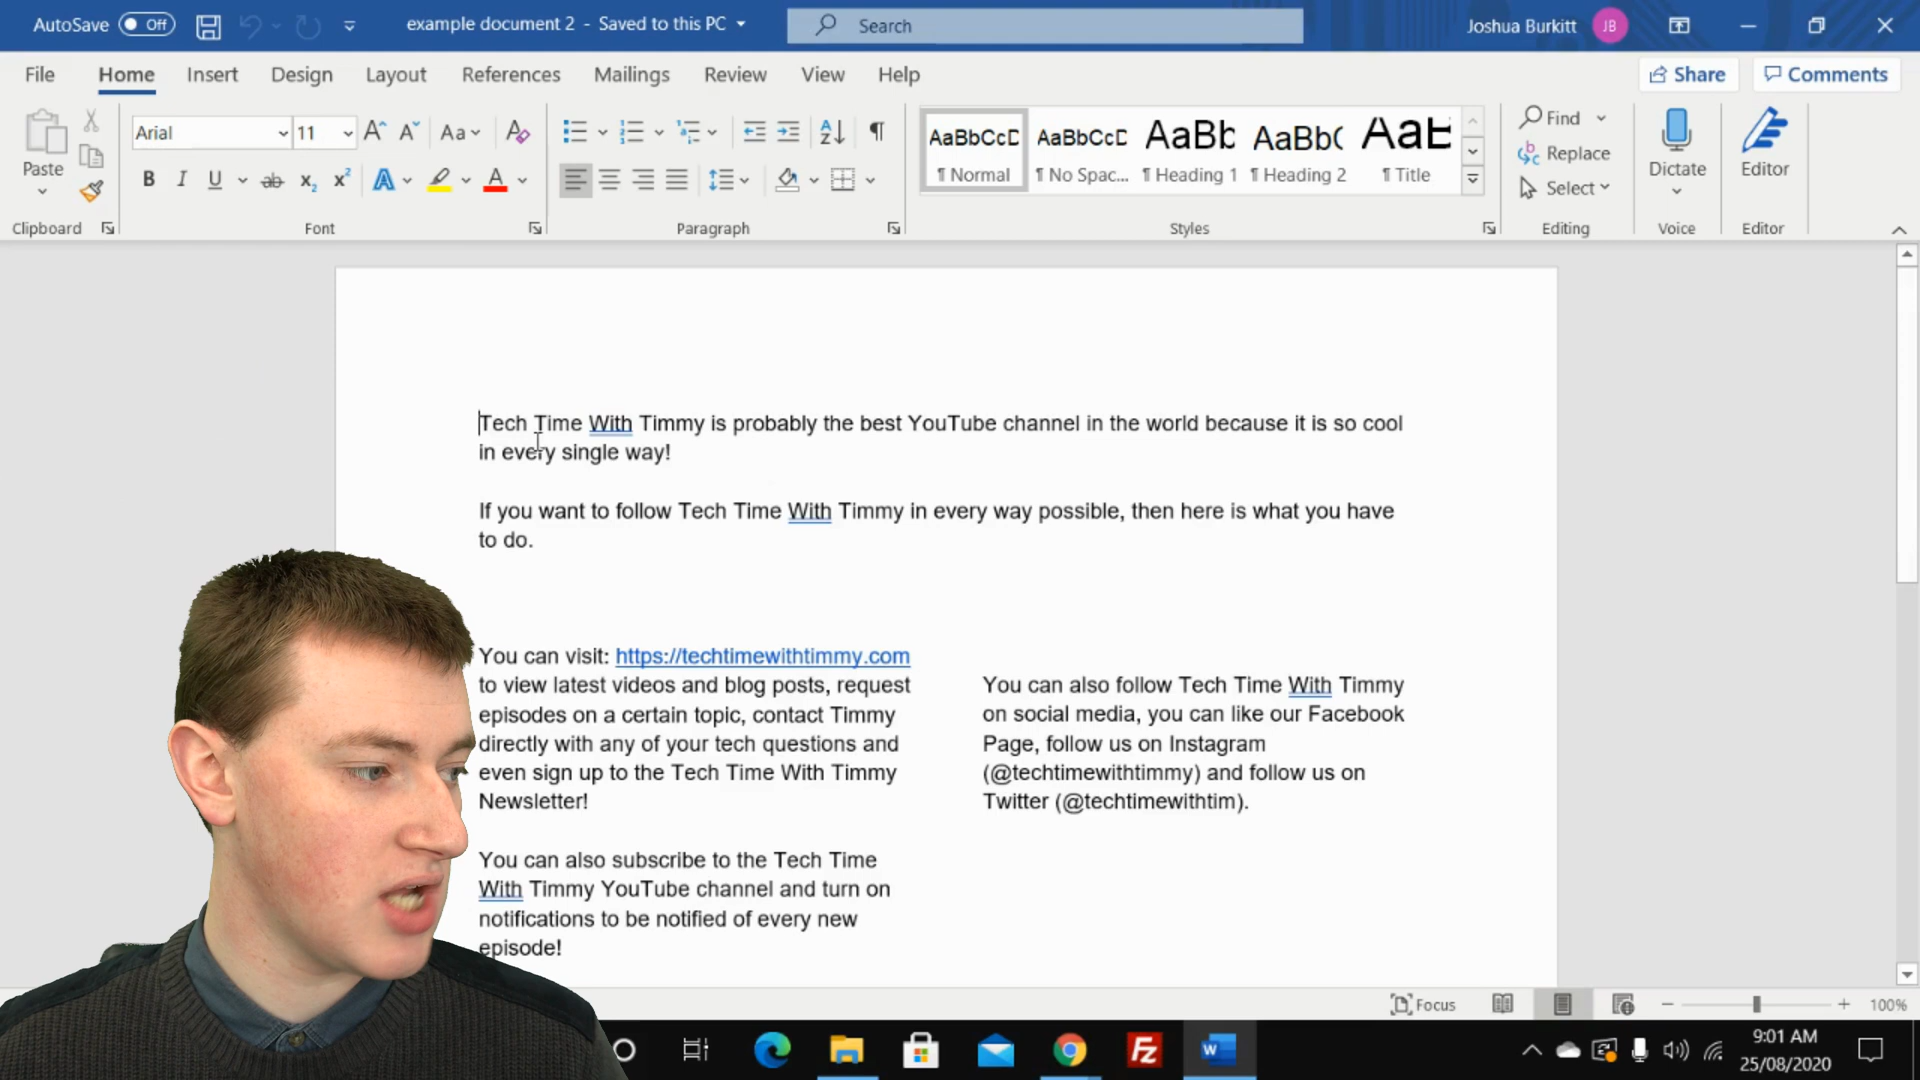 AutoSave Off
example document 2 - Saved to this PC
Search
Joshua Burkitt JB
File Home Insert Design Layout References Mailings Review View Help
Share Comments
Paste
Clipboard
Arial 11
Aa
B I U ab x2 x2 A A
Font
Paragraph
AaBbCcD AaBbCcD AaBb AaBbC AaB
¶ Normal ¶ No Spac... ¶ Heading 1 ¶ Heading 2 ¶ Title
Styles
Find
Replace
Select
Editing
Dictate
Voice
Editor
Editor
Tech Time With Timmy is probably the best YouTube channel in the world because it is so cool
in every single way!
If you want to follow Tech Time With Timmy in every way possible, then here is what you have
to do.
You can visit: https://techtimewithtimmy.com
to view latest videos and blog posts, request
episodes on a certain topic, contact Timmy
directly with any of your tech questions and
even sign up to the Tech Time With Timmy
Newsletter!
You can also subscribe to the Tech Time
With Timmy YouTube channel and turn on
notifications to be notified of every new
episode!
You can also follow Tech Time With Timmy
on social media, you can like our Facebook
Page, follow us on Instagram
(@techtimewithtimmy) and follow us on
Twitter (@techtimewithtim).
Focus
100%
Fz W
9:01 AM
25/08/2020